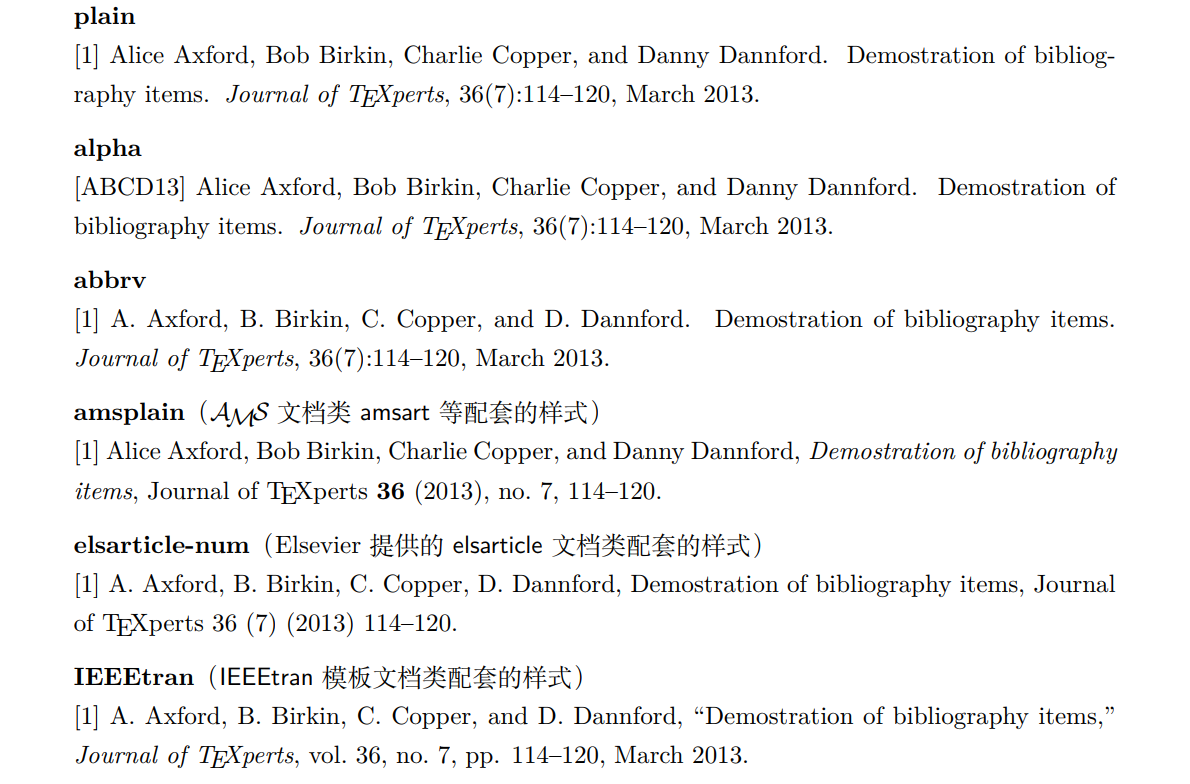 plain
[1] Alice Axford, Bob Birkin, Charlie Copper, and Danny Dannford. Demostration of bibliog-
raphy items. Journal of TEXperts, 36(7):114–120, March 2013.
alpha
[ABCD13] Alice Axford, Bob Birkin, Charlie Copper, and Danny Dannford. Demostration of
bibliography items. Journal of TEXperts, 36(7):114–120, March 2013.
abbrv
[1] A. Axford, B. Birkin, C. Copper, and D. Dannford. Demostration of bibliography items.
Journal of TEXperts, 36(7):114–120, March 2013.
amsplain（AMS 文档类 amsart 等配套的样式）
[1] Alice Axford, Bob Birkin, Charlie Copper, and Danny Dannford, Demostration of bibliography
items, Journal of TEXperts 36 (2013), no. 7, 114–120.
elsarticle-num（Elsevier 提供的 elsarticle 文档类配套的样式）
[1] A. Axford, B. Birkin, C. Copper, D. Dannford, Demostration of bibliography items, Journal
of TEXperts 36 (7) (2013) 114–120.
IEEEtran（IEEEtran 模板文档类配套的样式）
[1] A. Axford, B. Birkin, C. Copper, and D. Dannford, “Demostration of bibliography items,”
Journal of TEXperts, vol. 36, no. 7, pp. 114–120, March 2013.